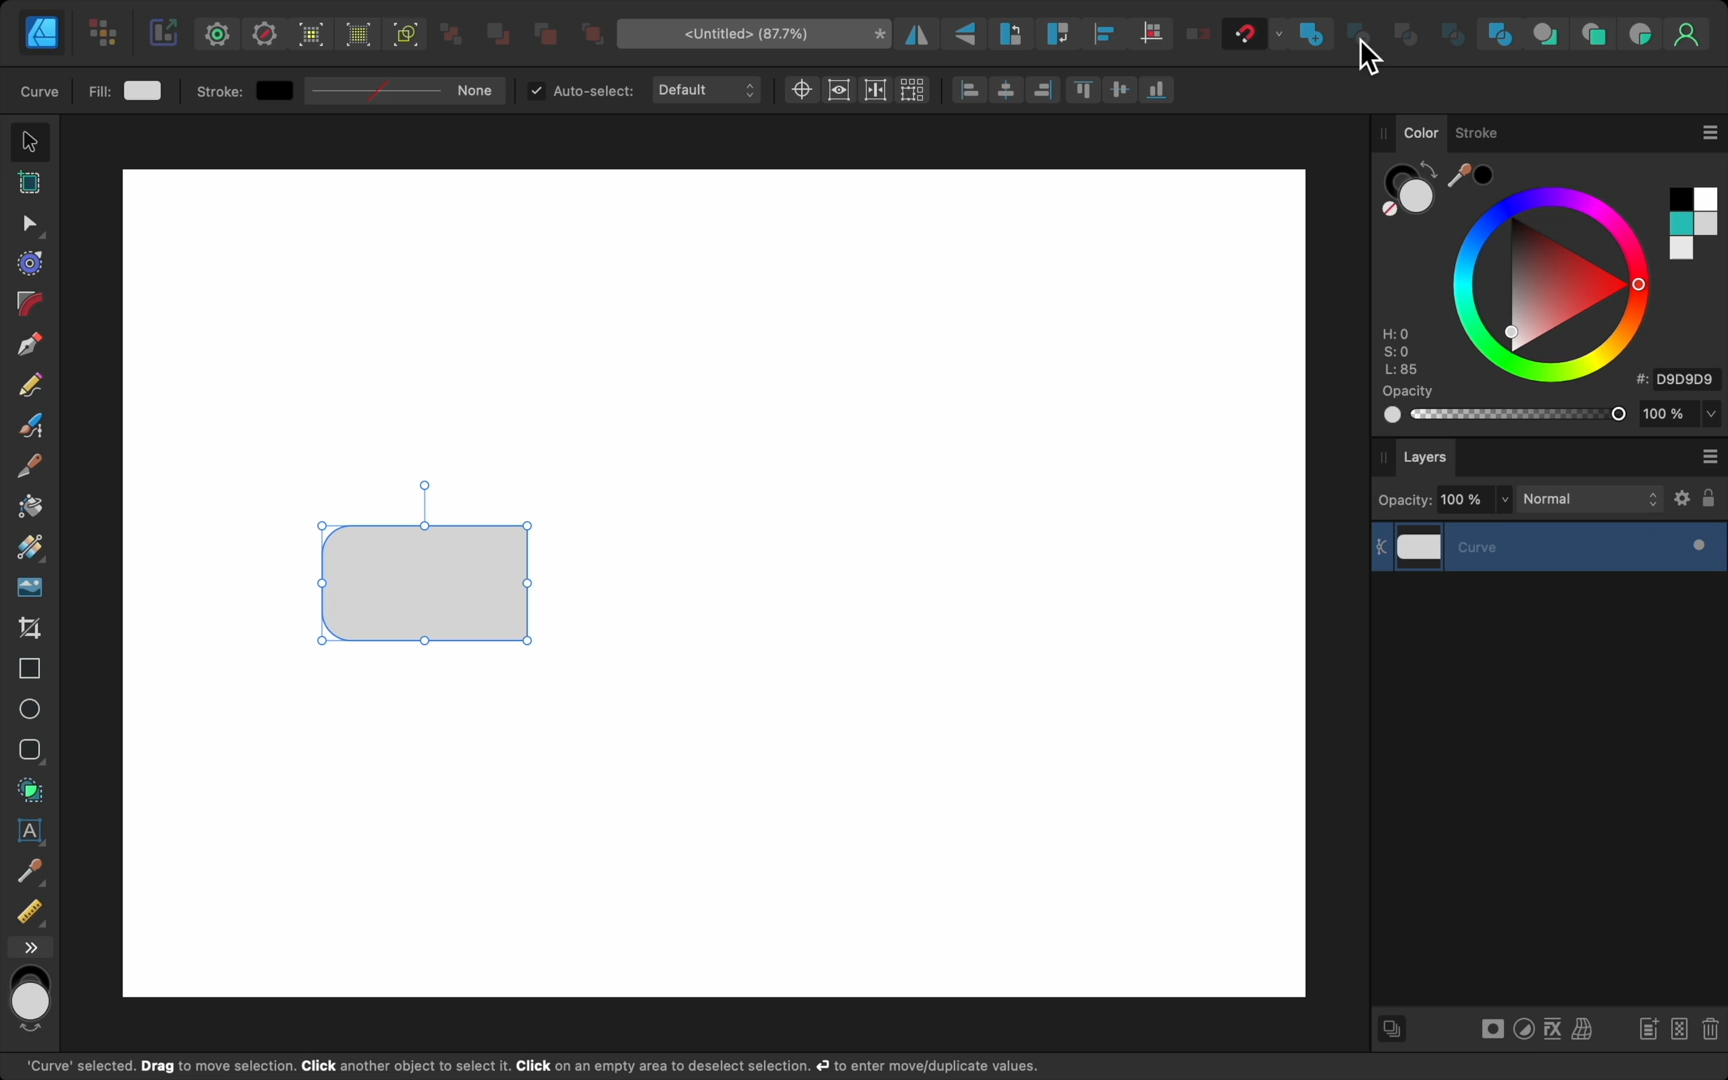 <Untitled> (87.7%) *
Curve Fill: Stroke: None Auto-select: Default
Color Stroke
H: 0
S: 0
L: 85
#: D9D9D9
Opacity
100 %
Layers
Opacity: 100 % Normal
Curve
A
FX
'Curve' selected. Drag to move selection. Click another object to select it. Click on an empty area to deselect selection. ↵ to enter move/duplicate values.